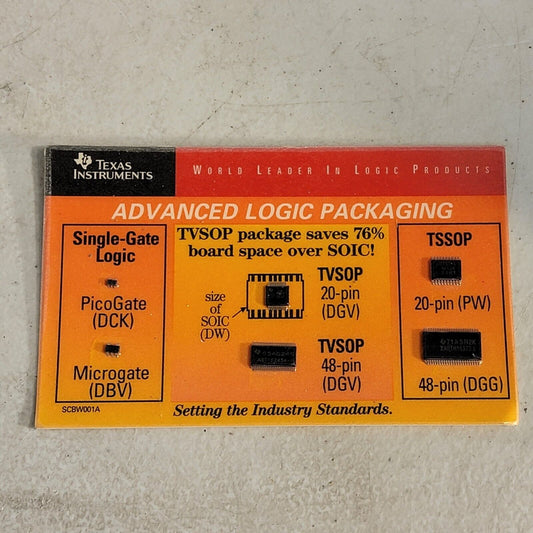 TEXAS
INSTRUMENTS
WORLD LEADER IN LOGIC PRODUCTS
ADVANCED LOGIC PACKAGING
Single-Gate
Logic
PicoGate
(DCK)
Microgate
(DBV)
SCBW001A
TVSOP package saves 76%
board space over SOIC!
size
of
SOIC
(DW)
TVSOP
20-pin
(DGV)
TVSOP
48-pin
(DGV)
Setting the Industry Standards.
TSSOP
20-pin (PW)
48-pin (DGG)